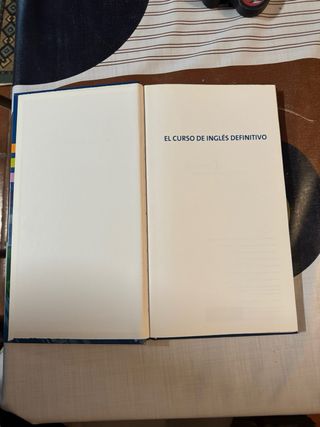 EL CURSO DE INGLÉS DEFINITIVO